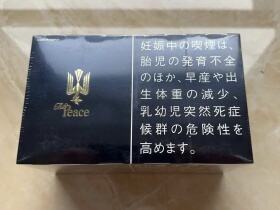 The
Peace
妊娠中の喫煙は、
胎児の発育不全
のほか、早産や出
生体重の減少、
乳幼児突然死症
候群の危険性を
高めます。